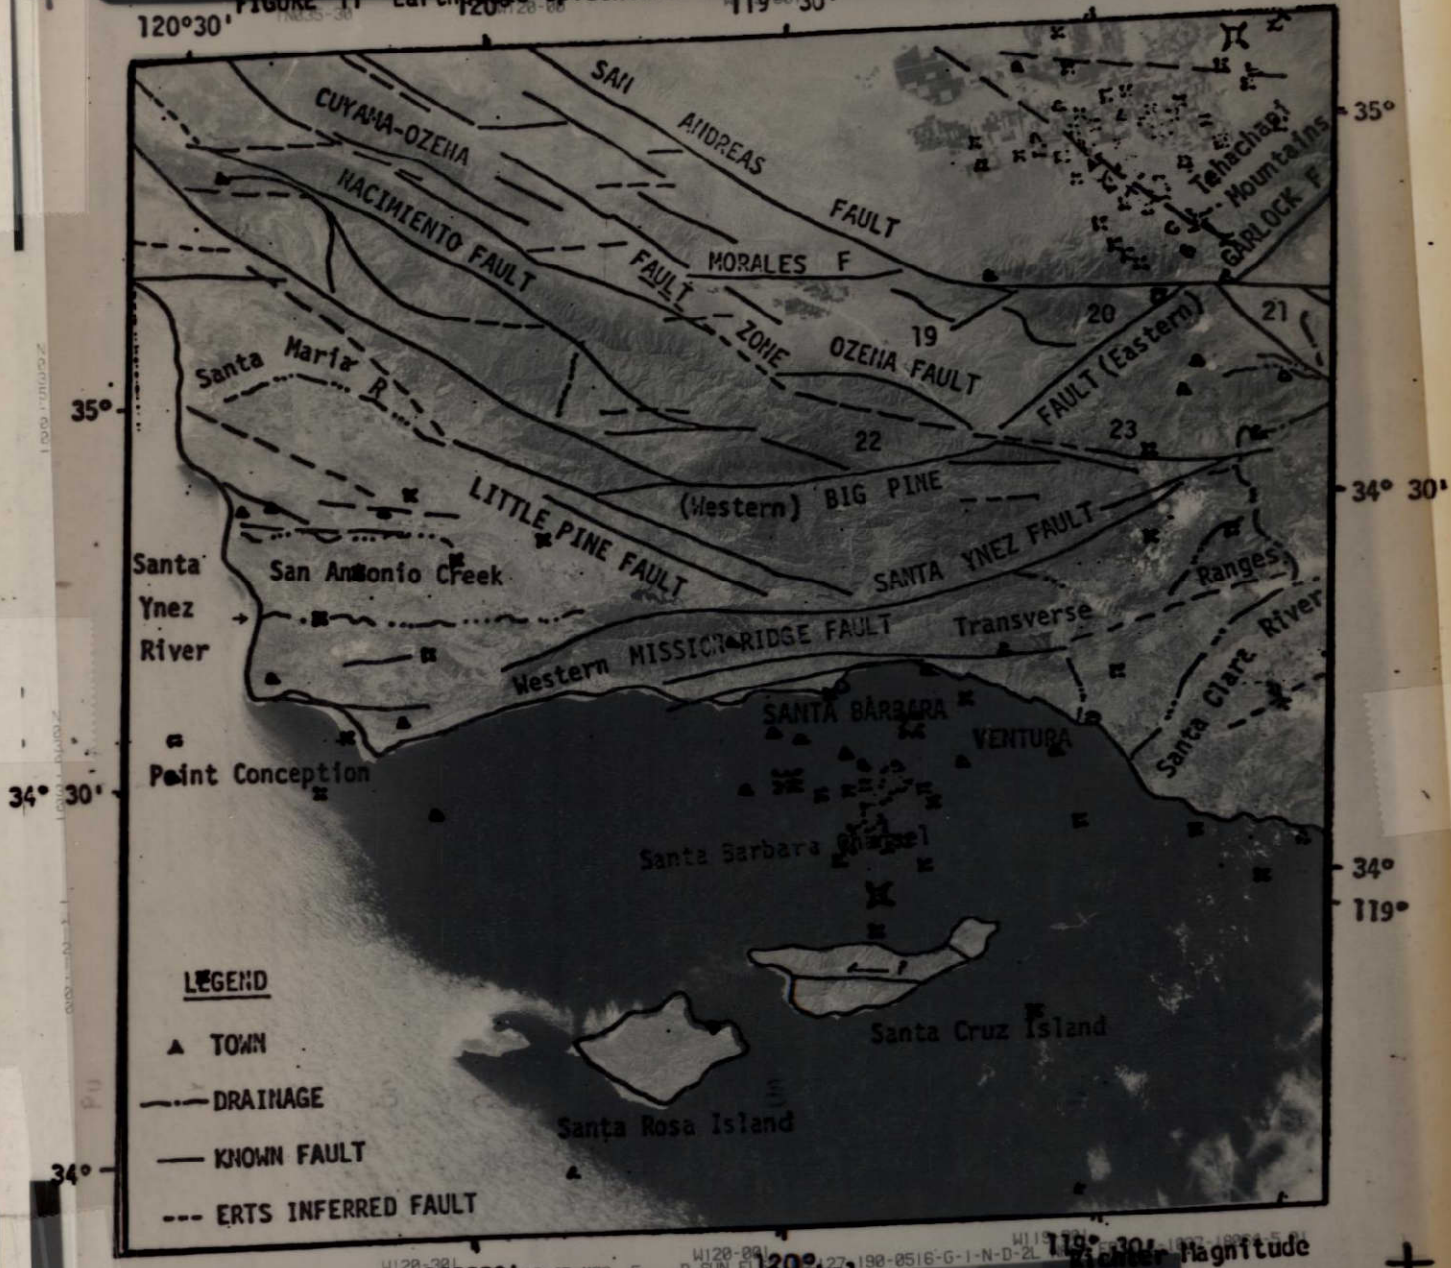 120°30'
120°
119° 30'
SAN
ANDREAS
FAULT
CUYAMA-OZENA
FAULT
ZONE
NACIMIENTO FAULT
MORALES F
Tehachapi
Mountains
GARLOCK F
35°
19
20
21
OZENA FAULT
FAULT (Eastern)
Santa Maria R
35°
22
23
(Western) BIG PINE
34° 30'
LITTLE PINE FAULT
SANTA YNEZ FAULT
Santa
Ynez
River
San Antonio Creek
Transverse
Ranges
Western MISSION RIDGE FAULT
Santa Clara River
SANTA BARBARA
VENTURA
Point Conception
34° 30'
Santa Barbara Channel
34°
119°
LEGEND
TOWN
DRAINAGE
KNOWN FAULT
ERTS INFERRED FAULT
Santa Cruz Island
Santa Rosa Island
34°
120°
119° 30'
Richter Magnitude